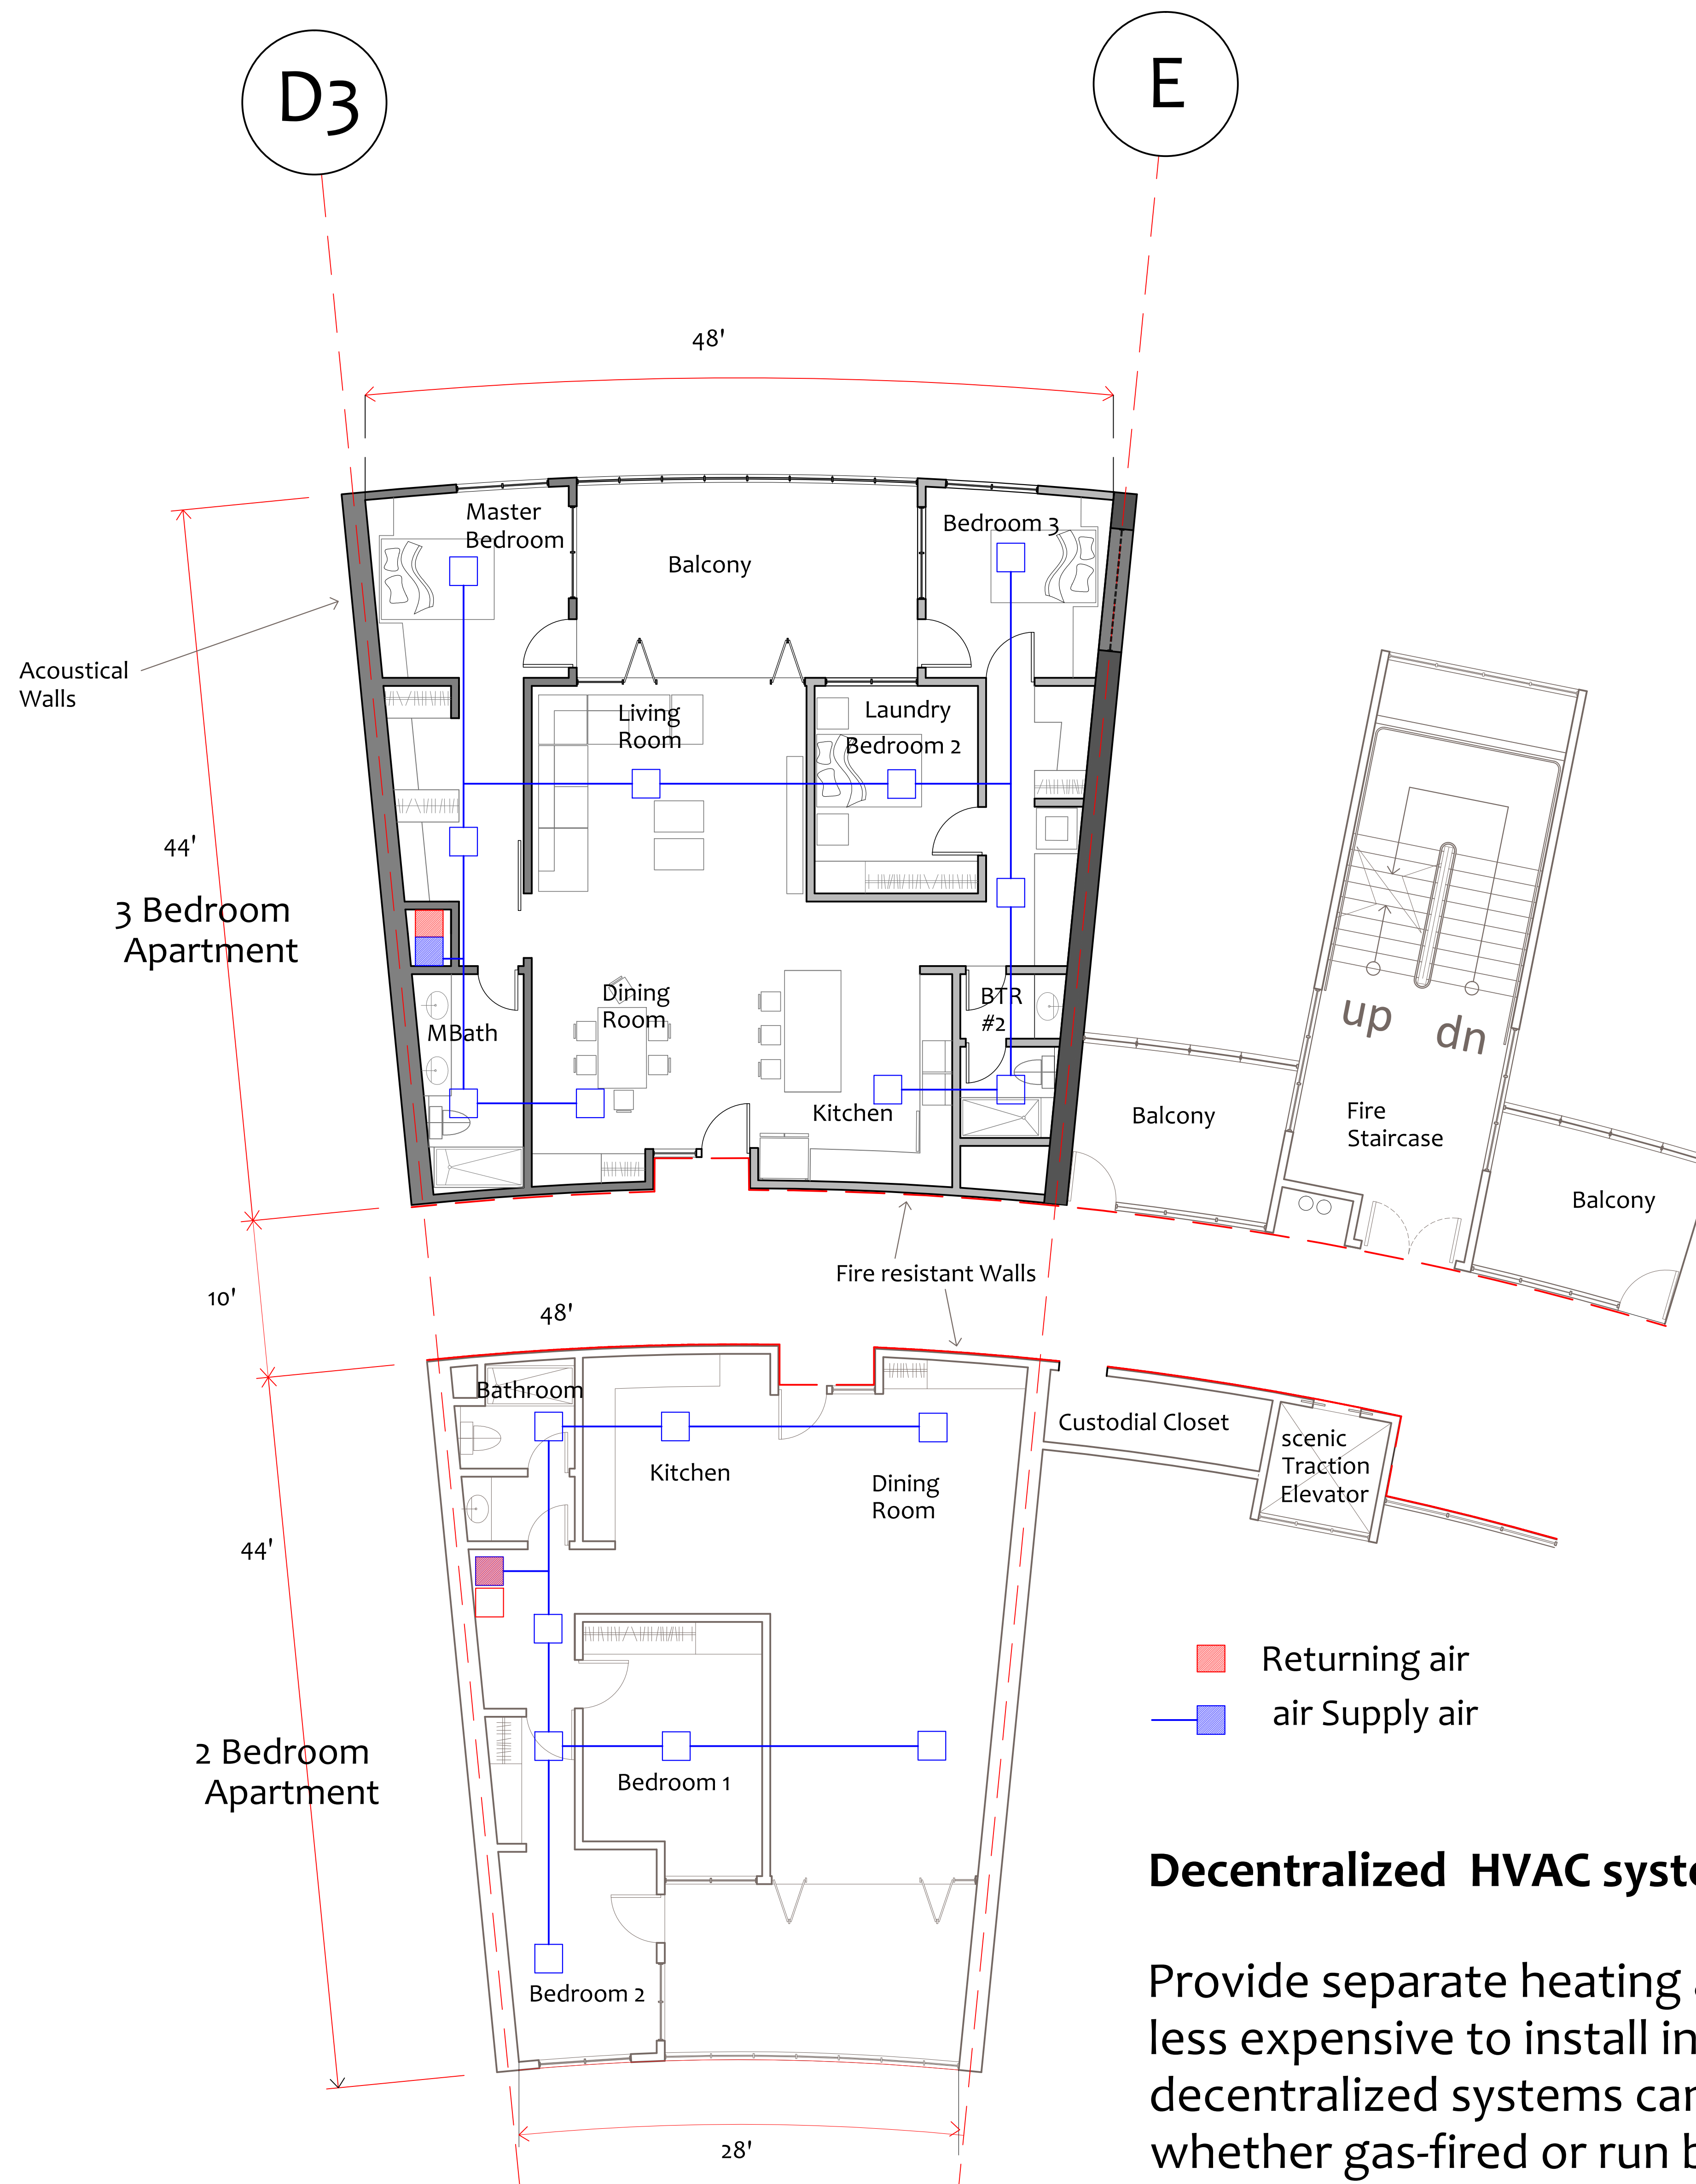 D3
E
48'
Master
Bedroom
Balcony
Bedroom 3
Acoustical
Walls
Living
Room
Laundry
Bedroom 2
44'
3 Bedroom
Apartment
Dining
Room
MBath
BTR
#2
Kitchen
up
dn
Balcony
Fire
Staircase
Balcony
Fire resistant Walls
10'
48'
Bathroom
Kitchen
Dining
Room
Custodial Closet
scenic
Traction
Elevator
44'
2 Bedroom
Apartment
Bedroom 1
Bedroom 2
28'
Returning air
air Supply air
Decentralized HVAC syste
Provide separate heating
less expensive to install in
decentralized systems can
whether gas-fired or run b